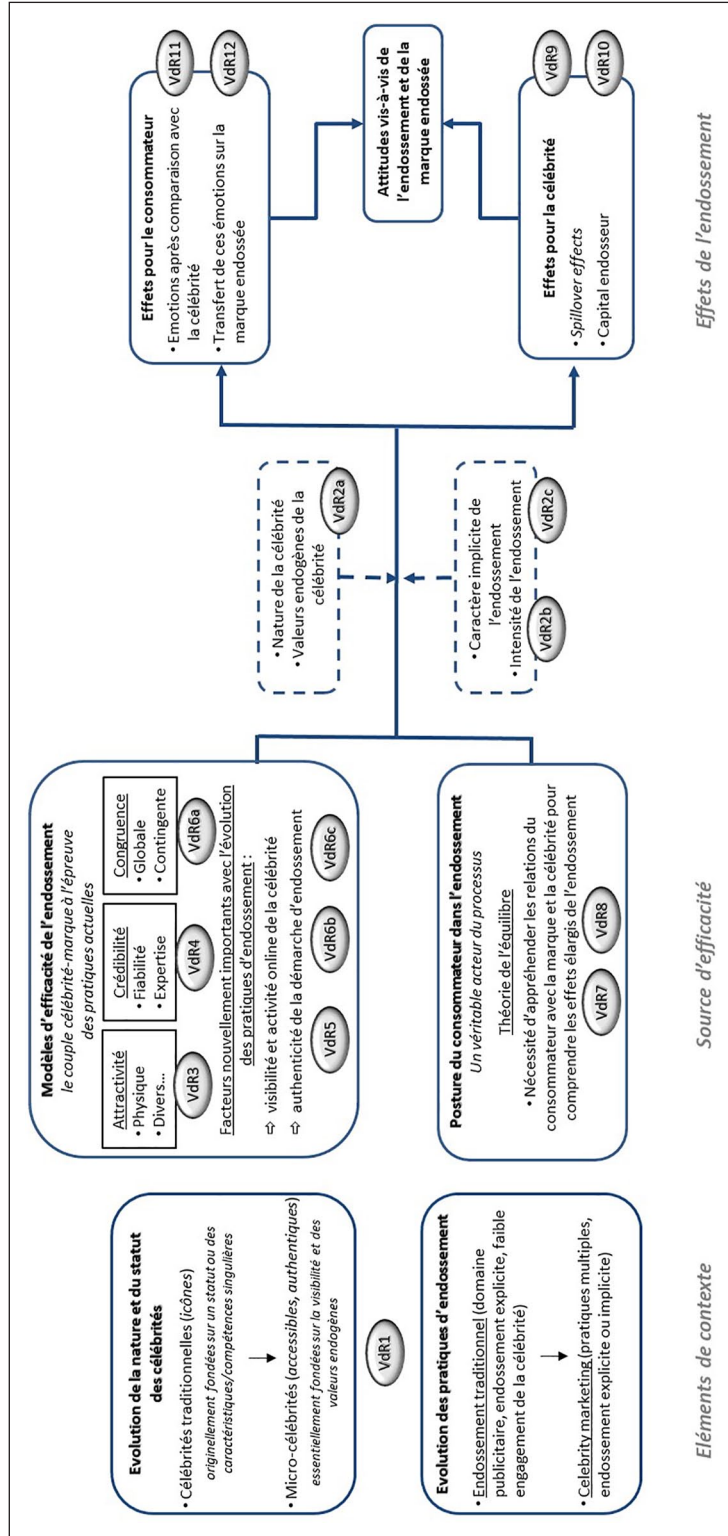 Evolution de la nature et du statut
des célébrités
• Célébrités traditionnelles (icônes)
originellement fondées sur un statut ou des
caractéristiques/compétences singulières
• Micro-célébrités (accessibles, authentiques)
essentiellement fondées sur la visibilité et des
valeurs endogènes
VdR1
Evolution des pratiques d'endossement
• Endossement traditionnel (domaine
publicitaire, endossement explicite, faible
engagement de la célébrité)
• Celebrity marketing (pratiques multiples,
endossement explicite ou implicite)
Eléments de contexte
Modèles d'efficacité de l'endossement
le couple célébrité-marque à l'épreuve
des pratiques actuelles
Attractivité
• Physique
• Divers...
VdR3
Crédibilité
• Fiabilité
• Expertise
VdR4
Congruence
• Globale
• Contingente
VdR6a
Facteurs nouvellement importants avec l'évolution
des pratiques d'endossement :
⇨ visibilité et activité online de la célébrité
⇨ authenticité de la démarche d'endossement
VdR5
VdR6b
VdR6c
Posture du consommateur dans l'endossement
Un véritable acteur du processus
Théorie de l'équilibre
• Nécessité d'appréhender les relations du
consommateur avec la marque et la célébrité pour
comprendre les effets élargis de l'endossement
VdR7
VdR8
Source d'efficacité
• Nature de la célébrité
• Valeurs endogènes de la
célébrité
VdR2a
• Caractère implicite de
l'endossement
• Intensité de l'endossement
VdR2b
VdR2c
Effets pour le consommateur
• Emotions après comparaison avec
la célébrité
• Transfert de ces émotions sur la
marque endossée
VdR11
VdR12
Attitudes vis-à-vis de
l'endossement et de la
marque endossée
Effets pour la célébrité
• Spillover effects
• Capital endosseur
VdR9
VdR10
Effets de l'endossement